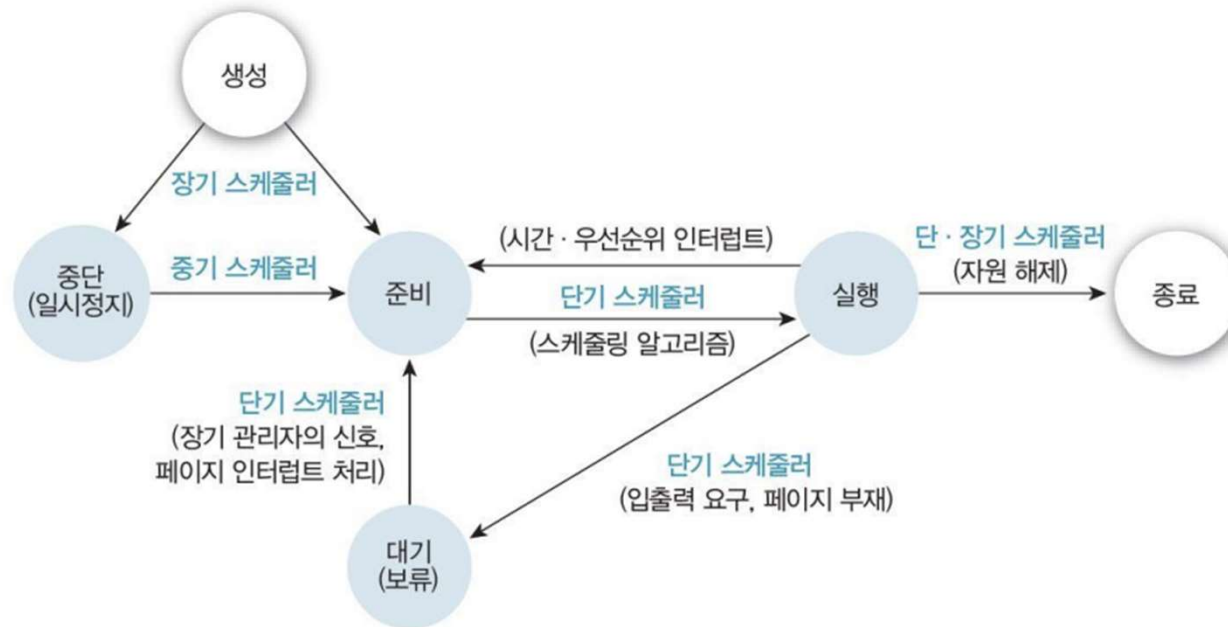 생성
장기 스케줄러
중단
(일시정지)
중기 스케줄러
준비
(시간 · 우선순위 인터럽트)
단기 스케줄러
(스케줄링 알고리즘)
실행
단 · 장기 스케줄러
(자원 해제)
종료
단기 스케줄러
(장기 관리자의 신호,
페이지 인터럽트 처리)
단기 스케줄러
(입출력 요구, 페이지 부재)
대기
(보류)